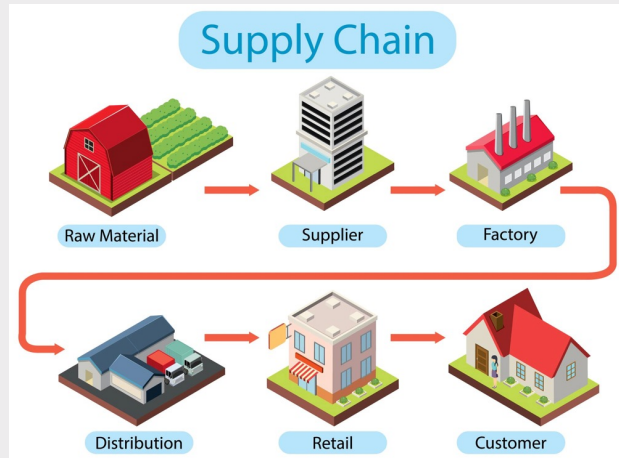 Supply Chain
Raw Material
Supplier
Factory
Distribution
Retail
Customer